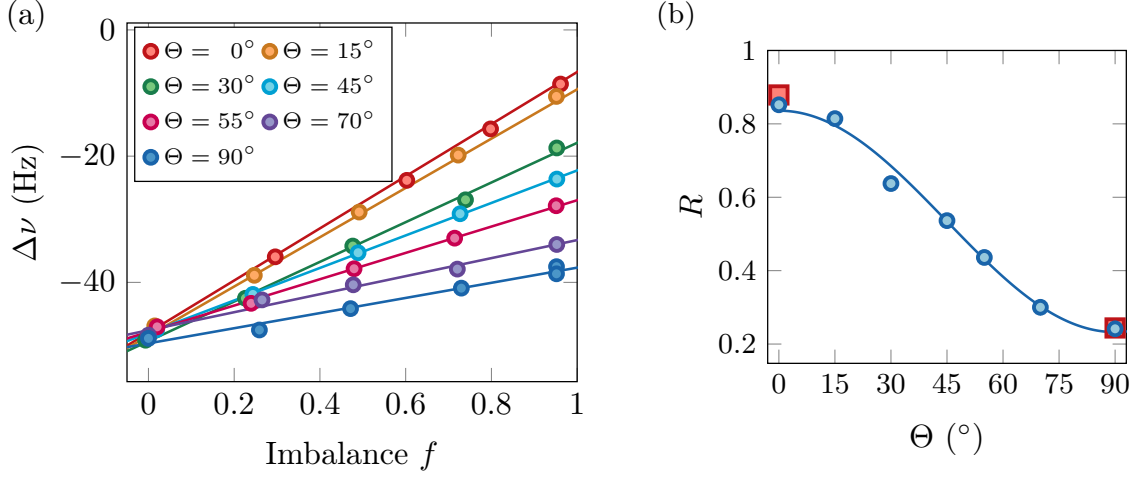 (a)
0
−20
−40
Δν (Hz)
Θ = 0° Θ = 15°
Θ = 30° Θ = 45°
Θ = 55° Θ = 70°
Θ = 90°
0 0.2 0.4 0.6 0.8 1
Imbalance f
(b)
1
0.8
0.6
0.4
0.2
R
0 15 30 45 60 75 90
Θ (°)